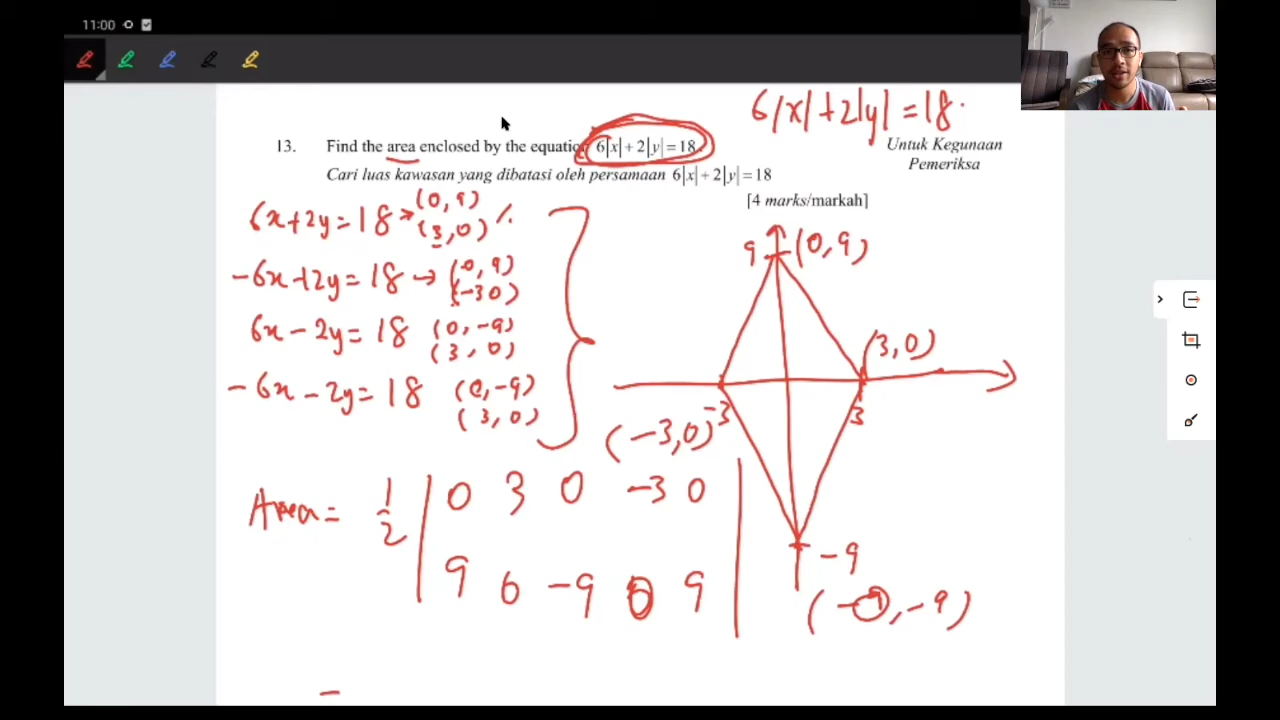 11:00
6|x|+2|y|=18.
13. Find the area enclosed by the equatio 6|x|+2|y|=18
Untuk Kegunaan
Pemeriksa
Cari luas kawasan yang dibatasi oleh persamaan 6|x|+2|y|=18
[4 marks/markah]
6x+2y=18 → (0,9)
(3,0)
-6x+2y=18 → (0,9)
(-30)
6x-2y=18 (0,-9)
(3,0)
-6x-2y=18 (0,-9)
(3,0)
9 (0,9)
(3,0)
-3 3
(-3,0)
-9
(-0,-9)
Area = 1/2 | 0 3 0 -3 0 |
9 0 -9 0 9